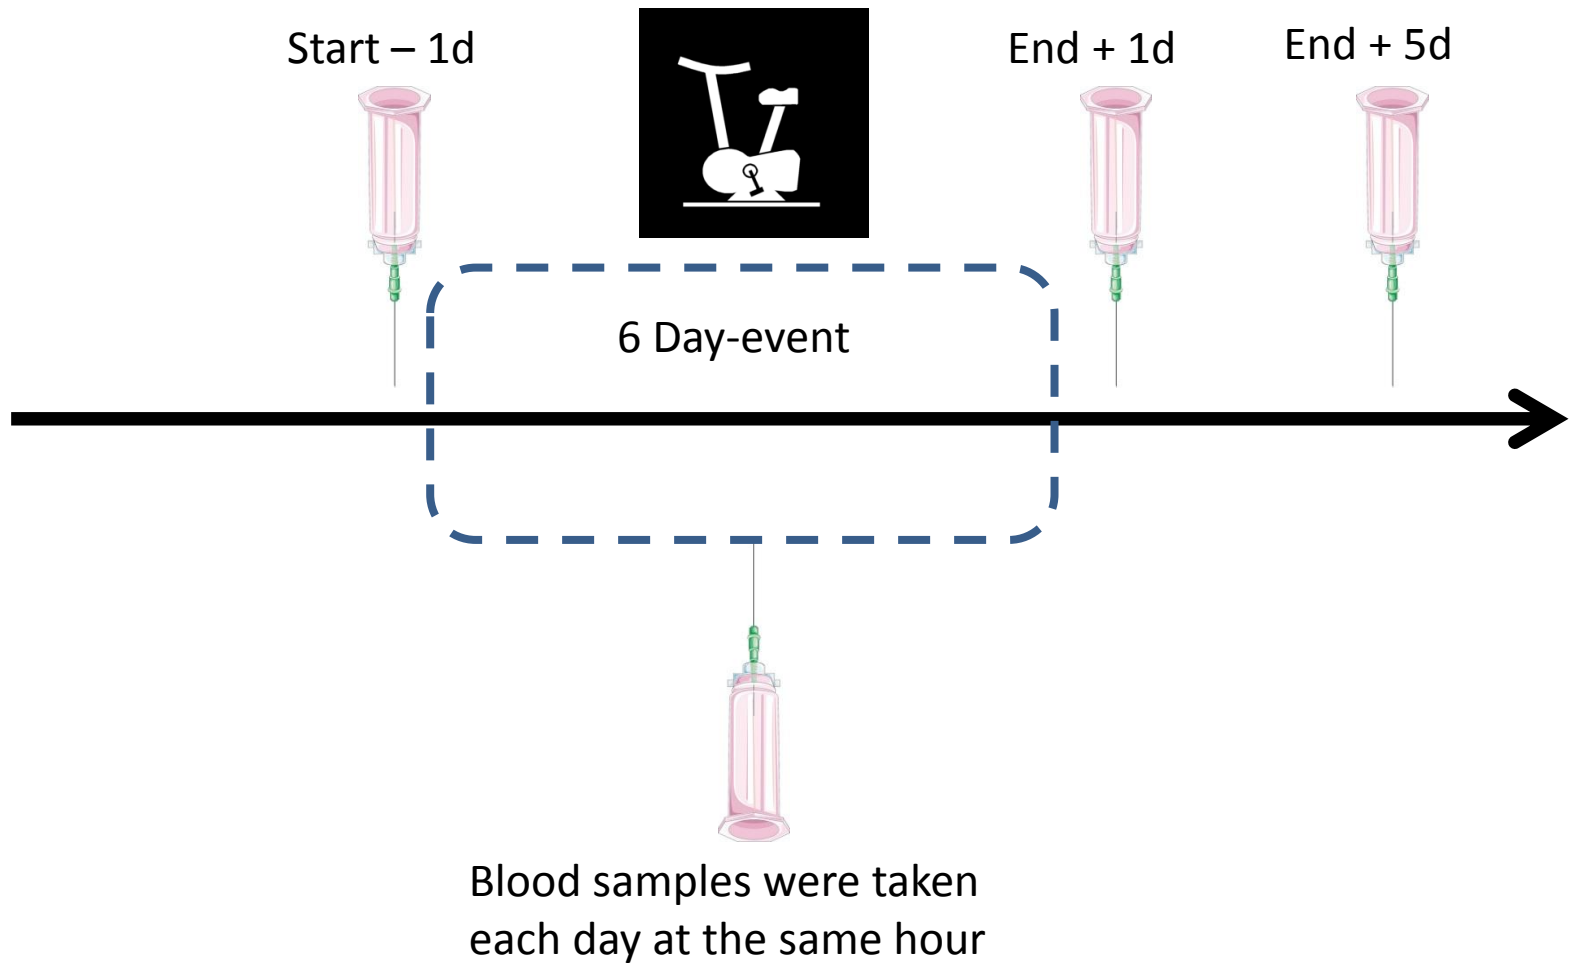 Start – 1d
End + 1d
End + 5d
6 Day-event
Blood samples were taken
each day at the same hour